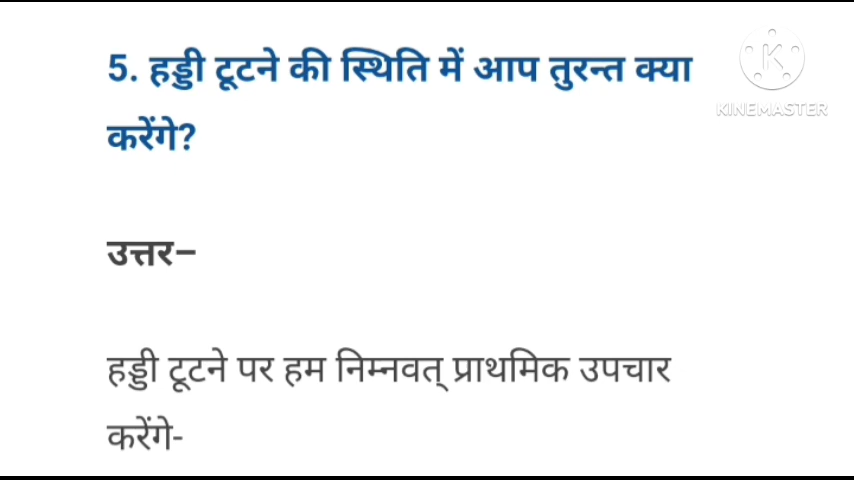 5. हड्डी टूटने की स्थिति में आप तुरन्त क्या
करेंगे?
KINEMASTER
उत्तर–
हड्डी टूटने पर हम निम्नवत् प्राथमिक उपचार
करेंगे-